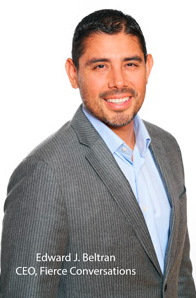 Edward J. Beltran
CEO, Fierce Conversations